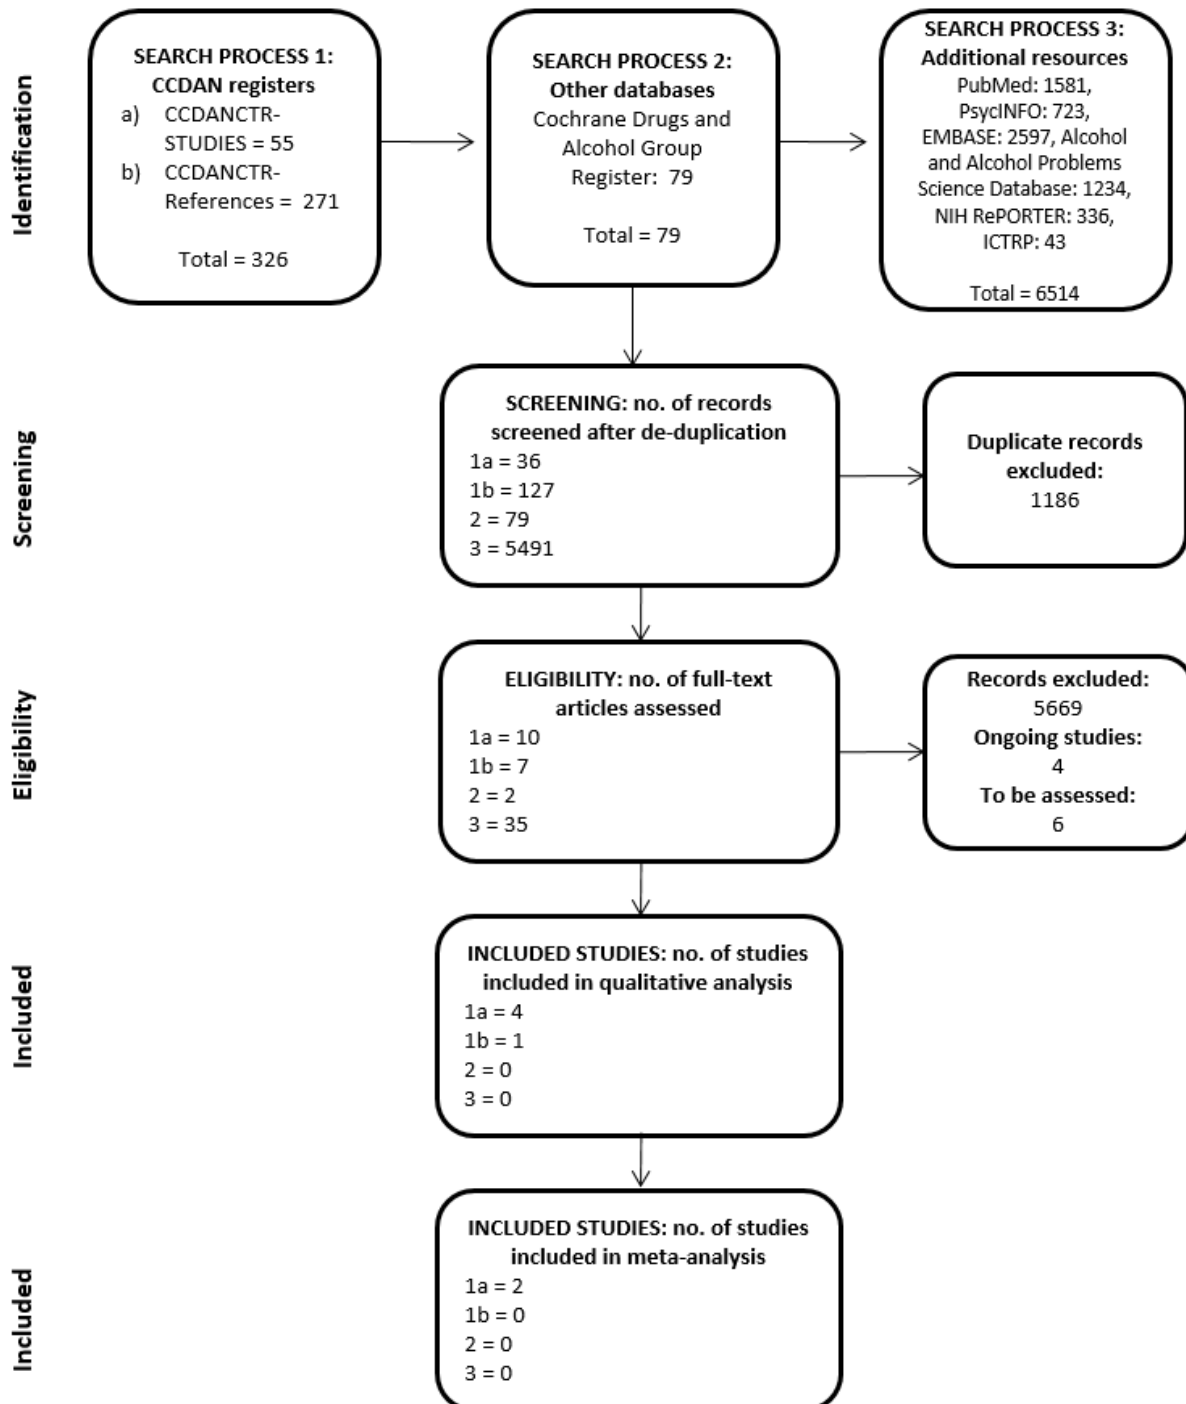 Identification
SEARCH PROCESS 1:
CCDAN registers
a) CCDANCTR-
STUDIES = 55
b) CCDANCTR-
References = 271
Total = 326
SEARCH PROCESS 2:
Other databases
Cochrane Drugs and
Alcohol Group
Register: 79
Total = 79
SEARCH PROCESS 3:
Additional resources
PubMed: 1581,
PsycINFO: 723,
EMBASE: 2597, Alcohol
and Alcohol Problems
Science Database: 1234,
NIH RePORTER: 336,
ICTRP: 43
Total = 6514
Screening
SCREENING: no. of records
screened after de-duplication
1a = 36
1b = 127
2 = 79
3 = 5491
Duplicate records
excluded:
1186
Eligibility
ELIGIBILITY: no. of full-text
articles assessed
1a = 10
1b = 7
2 = 2
3 = 35
Records excluded:
5669
Ongoing studies:
4
To be assessed:
6
Included
INCLUDED STUDIES: no. of studies
included in qualitative analysis
1a = 4
1b = 1
2 = 0
3 = 0
Included
INCLUDED STUDIES: no. of studies
included in meta-analysis
1a = 2
1b = 0
2 = 0
3 = 0